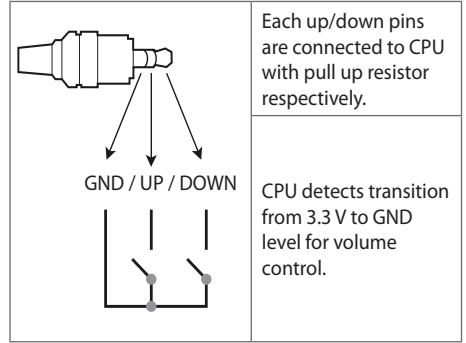 Each up/down pins
are connected to CPU
with pull up resistor
respectively.
GND / UP / DOWN
CPU detects transition
from 3.3 V to GND
level for volume
control.